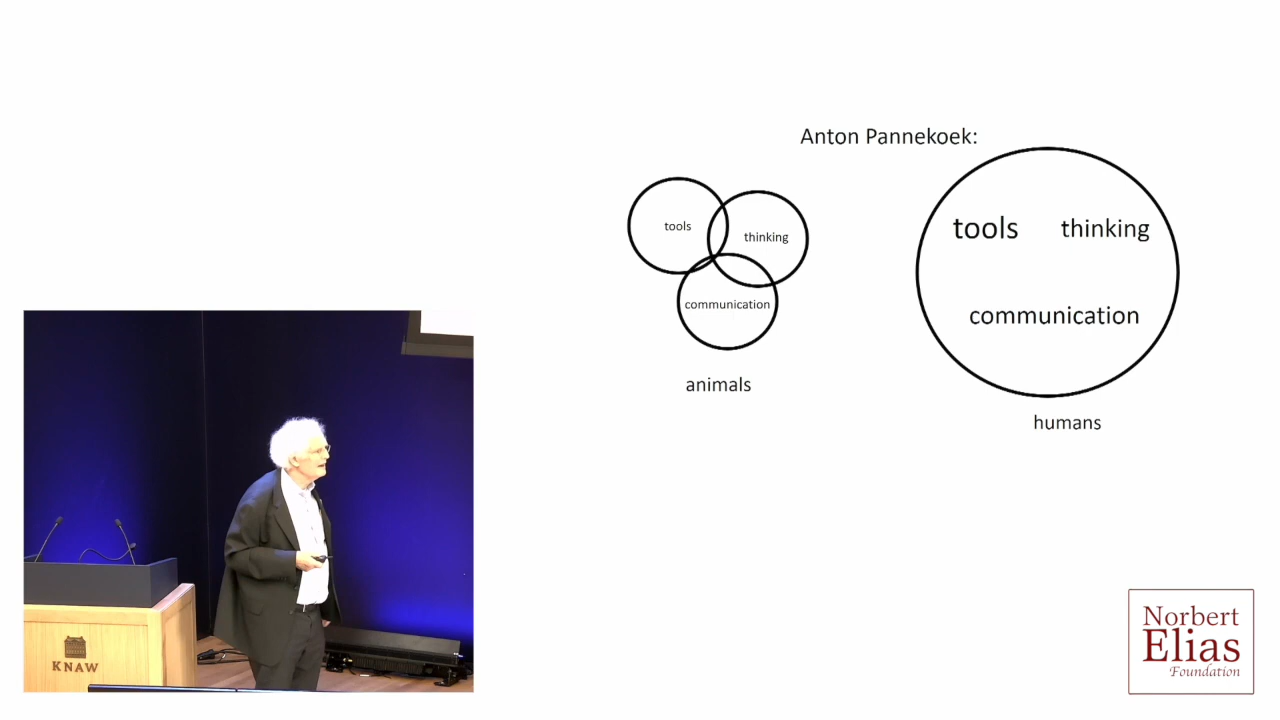 Anton Pannekoek:
tools
thinking
communication
animals
tools thinking
communication
humans
KNAW
Norbert
Elias
Foundation